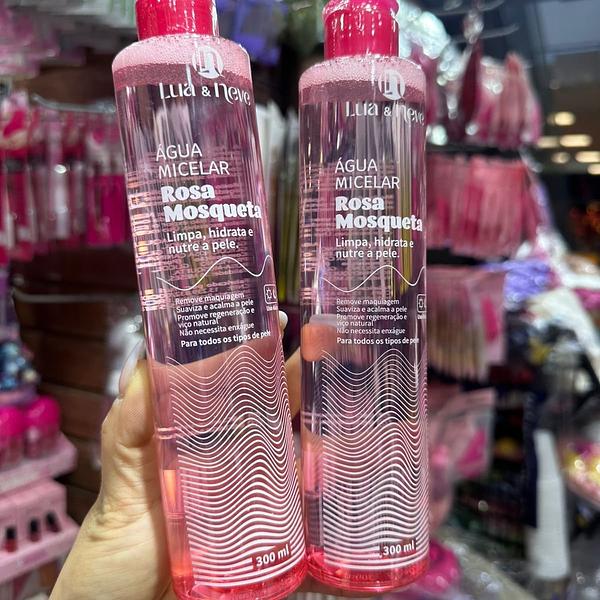 Lua & Neve
ÁGUA
MICELAR
Rosa
Mosqueta
Limpa, hidrata e
nutre a pele.
Remove maquiagem
Suaviza e acalma a pele
Promove regeneração e
viço natural
Não necessita enxágue
Para todos os tipos de pele
300 ml
Lua & Neve
ÁGUA
MICELAR
Rosa
Mosqueta
Limpa, hidrata e
nutre a pele.
Remove maquiagem
Suaviza e acalma a pele
Promove regeneração e
viço natural
Não necessita enxágue
Para todos os tipos de pele
300 ml